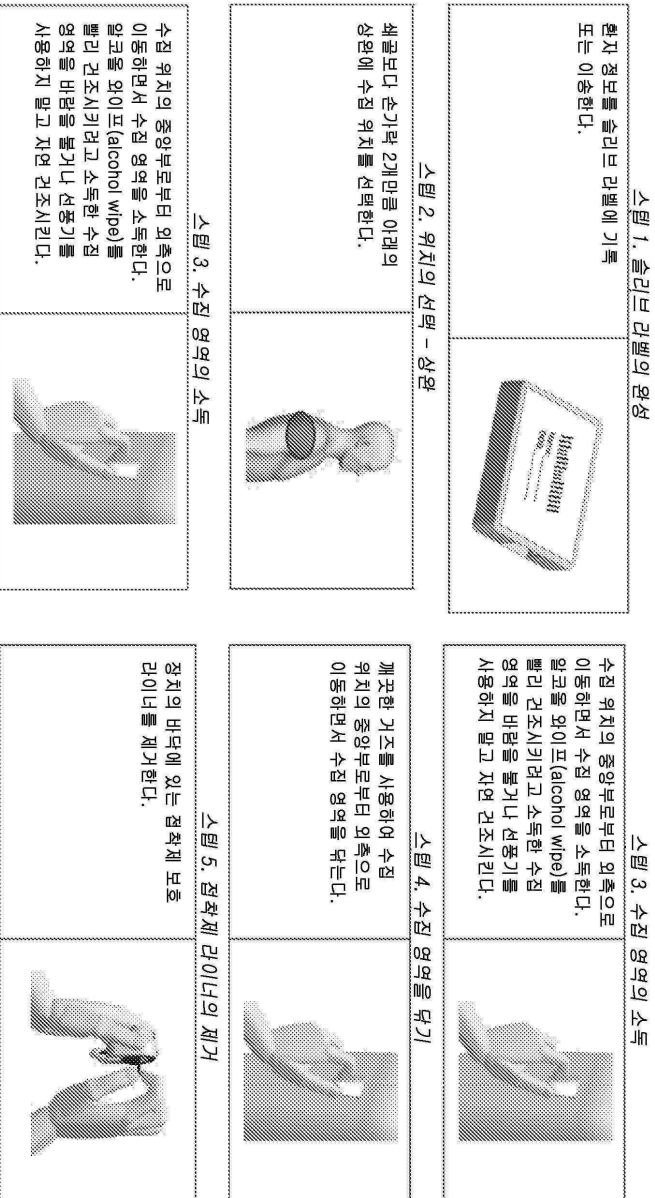 스텝 1. 슬리브 라벨의 완성
환자 정보를 슬리브 라벨에 기록
또는 이송한다.
스텝 2. 위치의 선택 - 상완
쇄골보다 손가락 2개만큼 아래의
상완에 수집 위치를 선택한다.
스텝 3. 수집 영역의 소독
수집 위치의 중앙부로부터 외측으로
이동하면서 수집 영역을 소독한다.
알코올 와이프(alcohol wipe)를
빨리 건조시키려고 소독한 수집
영역을 바람을 불거나 선풍기를
사용하지 말고 자연 건조시킨다.
스텝 3. 수집 영역의 소독
수집 위치의 중앙부로부터 외측으로
이동하면서 수집 영역을 소독한다.
알코올 와이프(alcohol wipe)를
빨리 건조시키려고 소독한 수집
영역을 바람을 불거나 선풍기를
사용하지 말고 자연 건조시킨다.
스텝 4. 수집 영역을 닦기
깨끗한 거즈를 사용하여 수집
위치의 중앙부로부터 외측으로
이동하면서 수집 영역을 닦는다.
스텝 5. 접착제 라이너의 제거
장치의 바닥에 있는 접착제 보호
라이너를 제거한다.